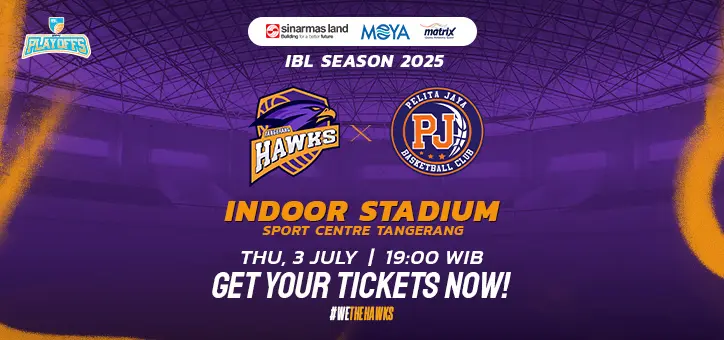 PLAYOFFS
sinarmas land
Building for a better future
MOYA
matrix
IBL SEASON 2025
TANGERANG
HAWKS
X
PELITA JAYA
PJ
BASKETBALL CLUB
INDOOR STADIUM
SPORT CENTRE TANGERANG
THU, 3 JULY | 19:00 WIB
GET YOUR TICKETS NOW!
#WETHEHAWKS